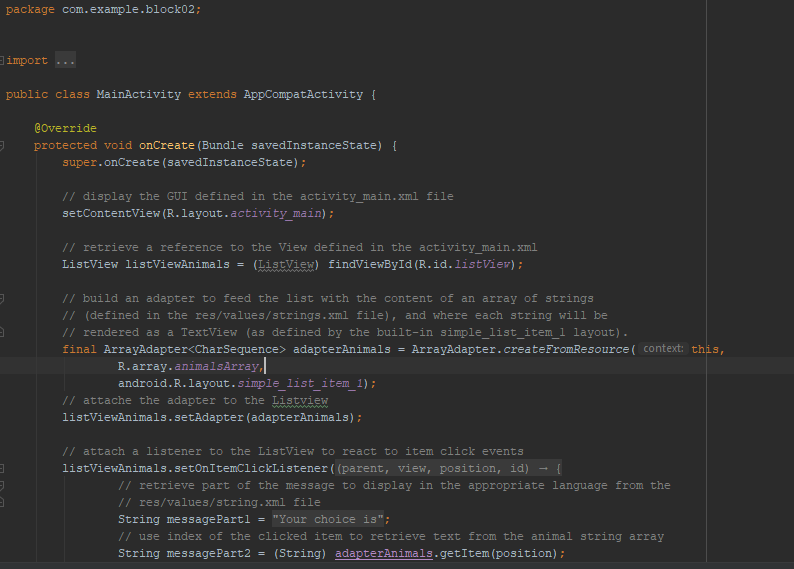 package com.example.block02;
import ...
public class MainActivity extends AppCompatActivity {
@Override
protected void onCreate(Bundle savedInstanceState) {
super.onCreate(savedInstanceState);
// display the GUI defined in the activity_main.xml file
setContentView(R.layout.activity_main);
// retrieve a reference to the View defined in the activity_main.xml
ListView listViewAnimals = (ListView) findViewById(R.id.listView);
// build an adapter to feed the list with the content of an array of strings
// (defined in the res/values/strings.xml file), and where each string will be
// rendered as a TextView (as defined by the built-in simple_list_item_1 layout).
final ArrayAdapter<CharSequence> adapterAnimals = ArrayAdapter.createFromResource( context: this,
R.array.animalsArray,
android.R.layout.simple_list_item_1);
// attache the adapter to the Listview
listViewAnimals.setAdapter(adapterAnimals);
// attach a listener to the ListView to react to item click events
listViewAnimals.setOnItemClickListener((parent, view, position, id) → {
// retrieve part of the message to display in the appropriate language from the
// res/values/string.xml file
String messagePart1 = "Your choice is";
// use index of the clicked item to retrieve text from the animal string array
String messagePart2 = (String) adapterAnimals.getItem(position);